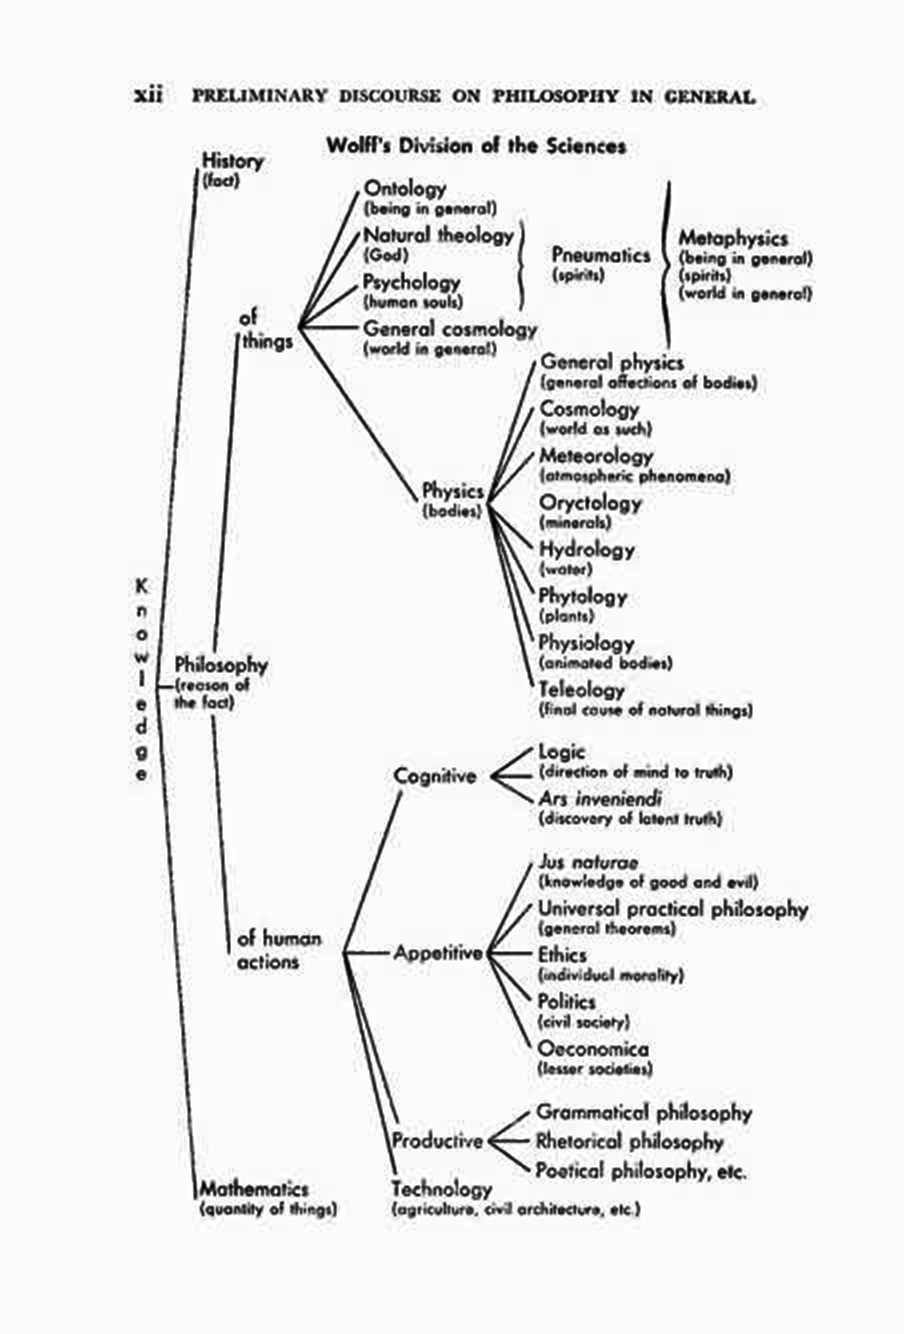 xii PRELIMINARY DISCOURSE ON PHILOSOPHY IN GENERAL
Wolff's Division of the Sciences
Knowledge
History
(fact)
Philosophy
(reason of
the fact)
of
things
Ontology
(being in general)
Natural theology
(God)
Psychology
(human souls)
General cosmology
(world in general)
Pneumatics
(spirits)
Metaphysics
(being in general)
(spirits)
(world in general)
Physics
(bodies)
General physics
(general affections of bodies)
Cosmology
(world as such)
Meteorology
(atmospheric phenomena)
Oryctology
(minerals)
Hydrology
(water)
Phytology
(plants)
Physiology
(animated bodies)
Teleology
(final cause of natural things)
of human
actions
Cognitive
Logic
(direction of mind to truth)
Ars inveniendi
(discovery of latent truth)
Appetitive
Jus naturae
(knowledge of good and evil)
Universal practical philosophy
(general theorems)
Ethics
(individual morality)
Politics
(civil society)
Oeconomica
(lesser societies)
Productive
Grammatical philosophy
Rhetorical philosophy
Poetical philosophy, etc.
Technology
(agriculture, civil architecture, etc.)
Mathematics
(quantity of things)